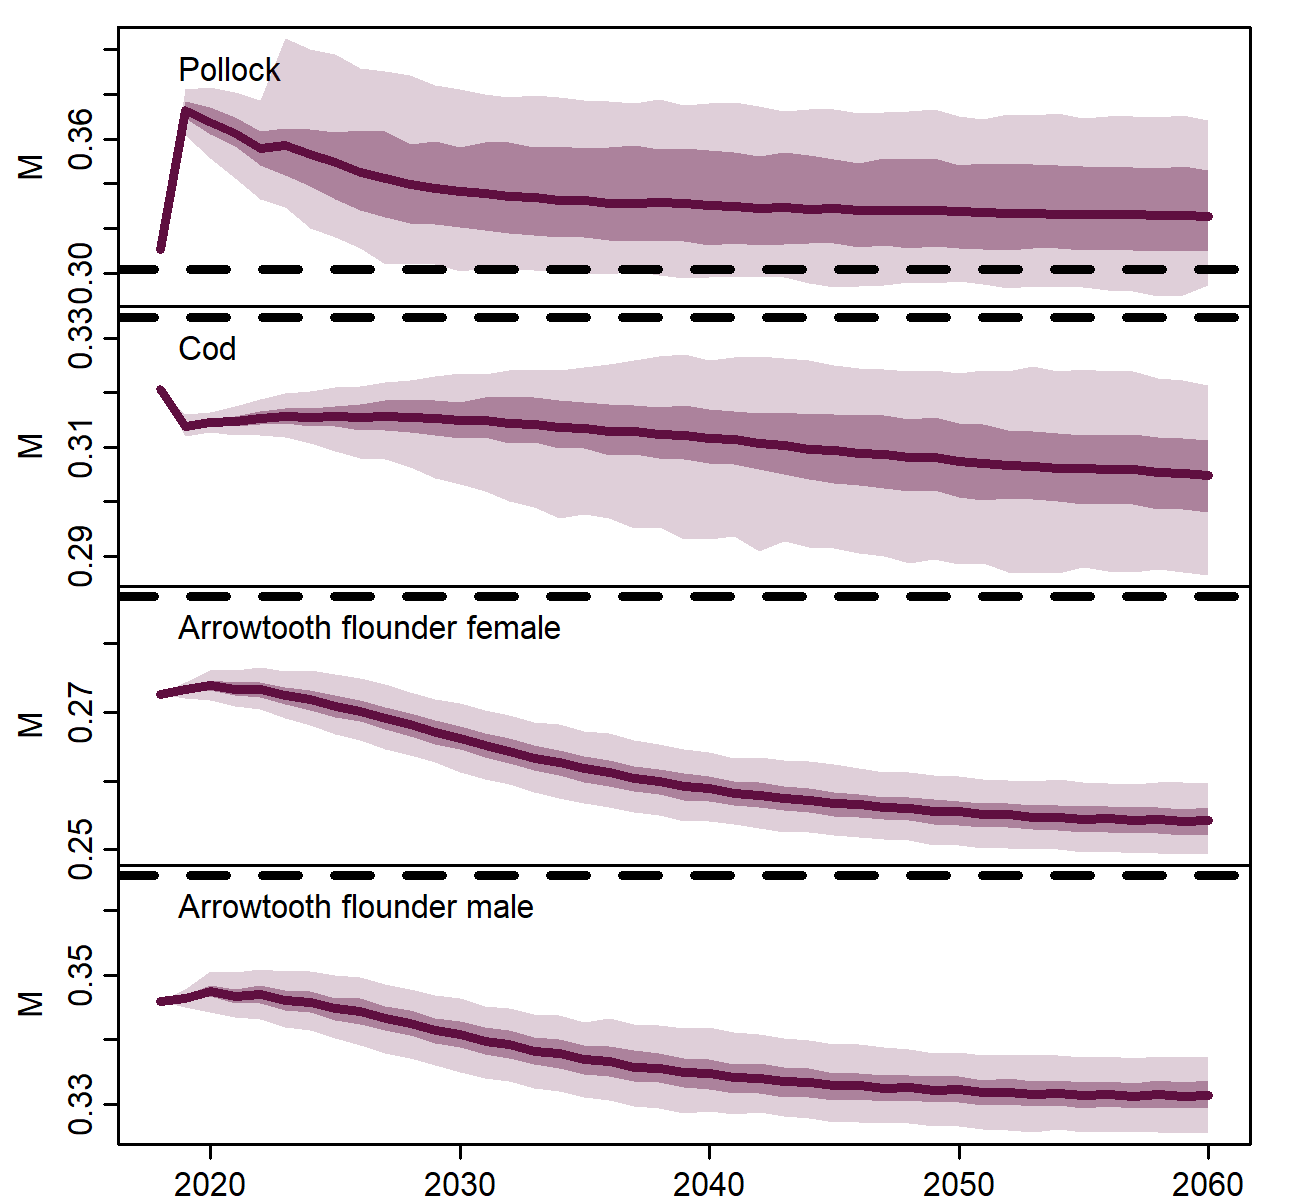 Pollock
M
0.36
0.30
Cod
M
0.33
0.31
0.29
Arrowtooth flounder female
M
0.27
0.25
Arrowtooth flounder male
M
0.35
0.33
2020 2030 2040 2050 2060